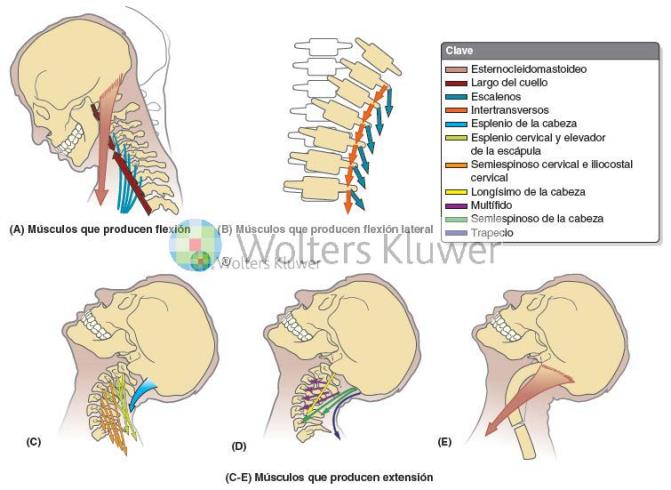 Clave
Esternocleidomastoideo
Largo del cuello
Escalenos
Intertransversos
Esplenio de la cabeza
Esplenio cervical y elevador
de la escápula
Semiespinoso cervical e iliocostal
cervical
Longísimo de la cabeza
Multífido
Semiespinoso de la cabeza
Trapecio
(A) Músculos que producen flexión
(B) Músculos que producen flexión lateral
Wolters Kluwer
Wolters Kluwer
(C)
(D)
(E)
(C-E) Músculos que producen extensión